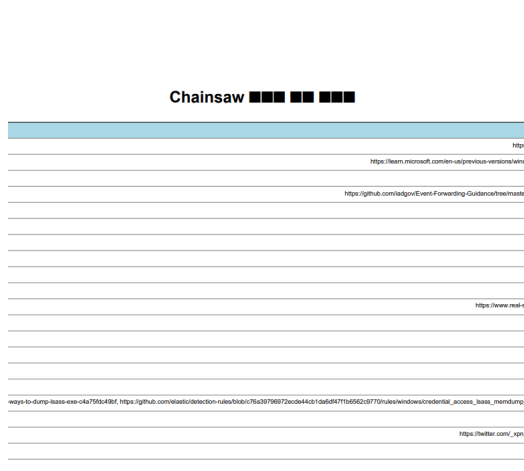 Chainsaw ■■■ ■■ ■■■
https
https://learn.microsoft.com/en-us/previous-versions/wind
https://github.com/iadgov/Event-Forwarding-Guidance/tree/maste
https://www.real-s
-ways-to-dump-lsass-exe-c4a75fdc49bf, https://github.com/elastic/detection-rules/blob/c76a39796972ecde44cb1da6df47f1b6562c9770/rules/windows/credential_access_lsass_memdump_
https://twitter.com/_xpn_